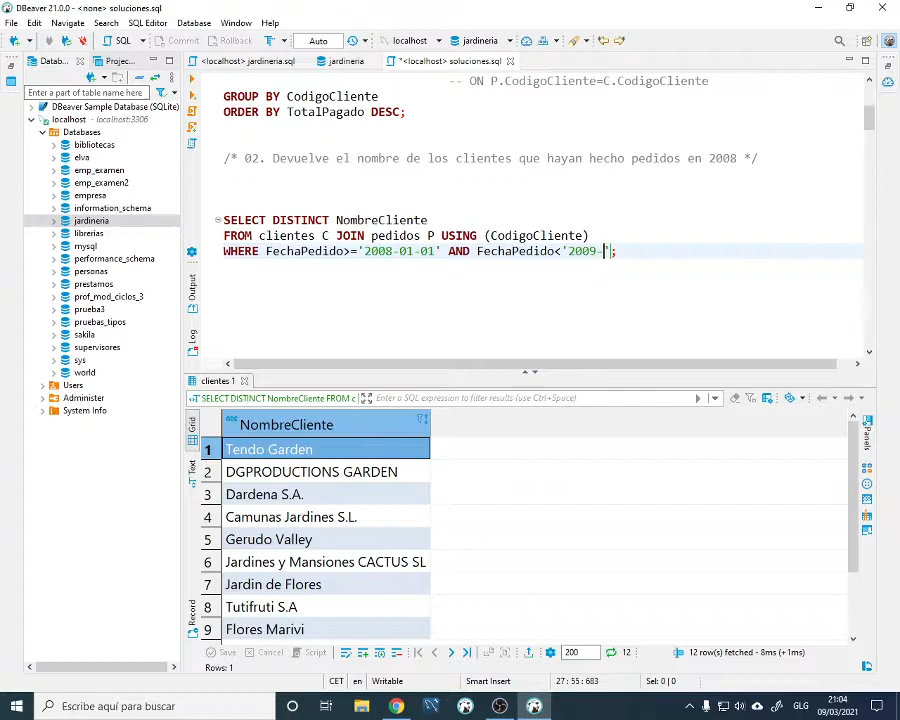 DBeaver 21.0.0 - <none> soluciones.sql
File Edit Navigate Search SQL Editor Database Window Help
SQL Commit Rollback T Auto localhost jardineria
Datab... Projec...
*<localhost> jardineria.sql jardineria *<localhost> soluciones.sql
Enter a part of table name here
DBeaver Sample Database (SQLite)
localhost - localhost:3306
Databases
bibliotecas
elva
emp_examen
emp_examen2
empresa
information_schema
jardineria
librerias
mysql
performance_schema
personas
prestamos
prof_mod_ciclos_3
prueba3
pruebas_tipos
sakila
supervisores
sys
world
Users
Administer
System Info
-- ON P.CodigoCliente=C.CodigoCliente
GROUP BY CodigoCliente
ORDER BY TotalPagado DESC;
/* 02. Devuelve el nombre de los clientes que hayan hecho pedidos en 2008 */
SELECT DISTINCT NombreCliente
FROM clientes C JOIN pedidos P USING (CodigoCliente)
WHERE FechaPedido>='2008-01-01' AND FechaPedido<'2009-';
Output
Log
clientes 1
SELECT DISTINCT NombreCliente FROM c
Enter a SQL expression to filter results (use Ctrl+Space)
Grid
Text
Record
Panels
NombreCliente
1 Tendo Garden
2 DGPRODUCTIONS GARDEN
3 Dardena S.A.
4 Camunas Jardines S.L.
5 Gerudo Valley
6 Jardines y Mansiones CACTUS SL
7 Jardin de Flores
8 Tutifruti S.A
9 Flores Marivi
Save Cancel Script 200 12 12 row(s) fetched - 8ms (+1ms)
Rows: 1
CET en Writable Smart Insert 27 : 55 : 683 Sel: 0 | 0
Escribe aquí para buscar
GLG
21:04
09/03/2021